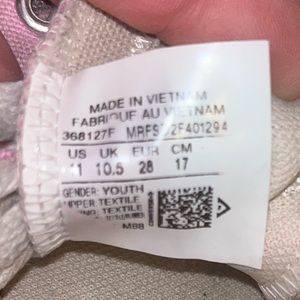 MADE IN VIETNAM
FABRIQUE AU VIETNAM
368127F
US UK EUR CM
11 10.5 28 17
GENDER: YOUTH
UPPER: TEXTILE
TEXTILE
M88